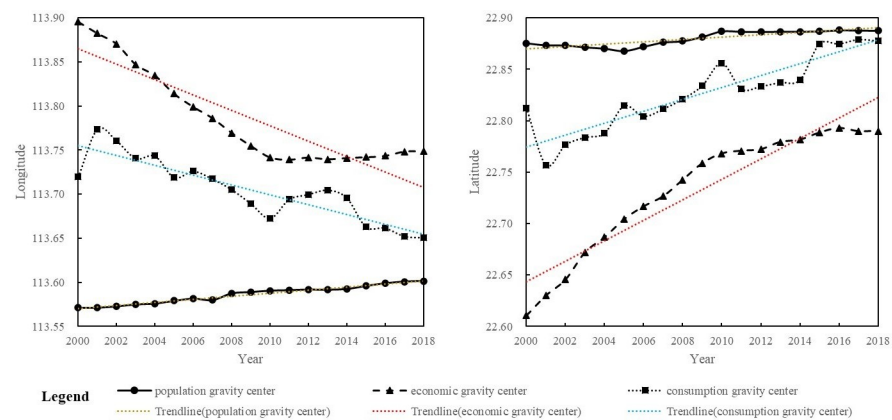 113.90
113.85
113.80
113.75
113.70
113.65
113.60
113.55
Longitude
2000 2002 2004 2006 2008 2010 2012 2014 2016 2018
Year
22.90
22.85
22.80
22.75
22.70
22.65
22.60
Latitude
2000 2002 2004 2006 2008 2010 2012 2014 2016 2018
Year
Legend
population gravity center economic gravity center consumption gravity center
Trendline(population gravity center) Trendline(economic gravity center) Trendline(consumption gravity center)